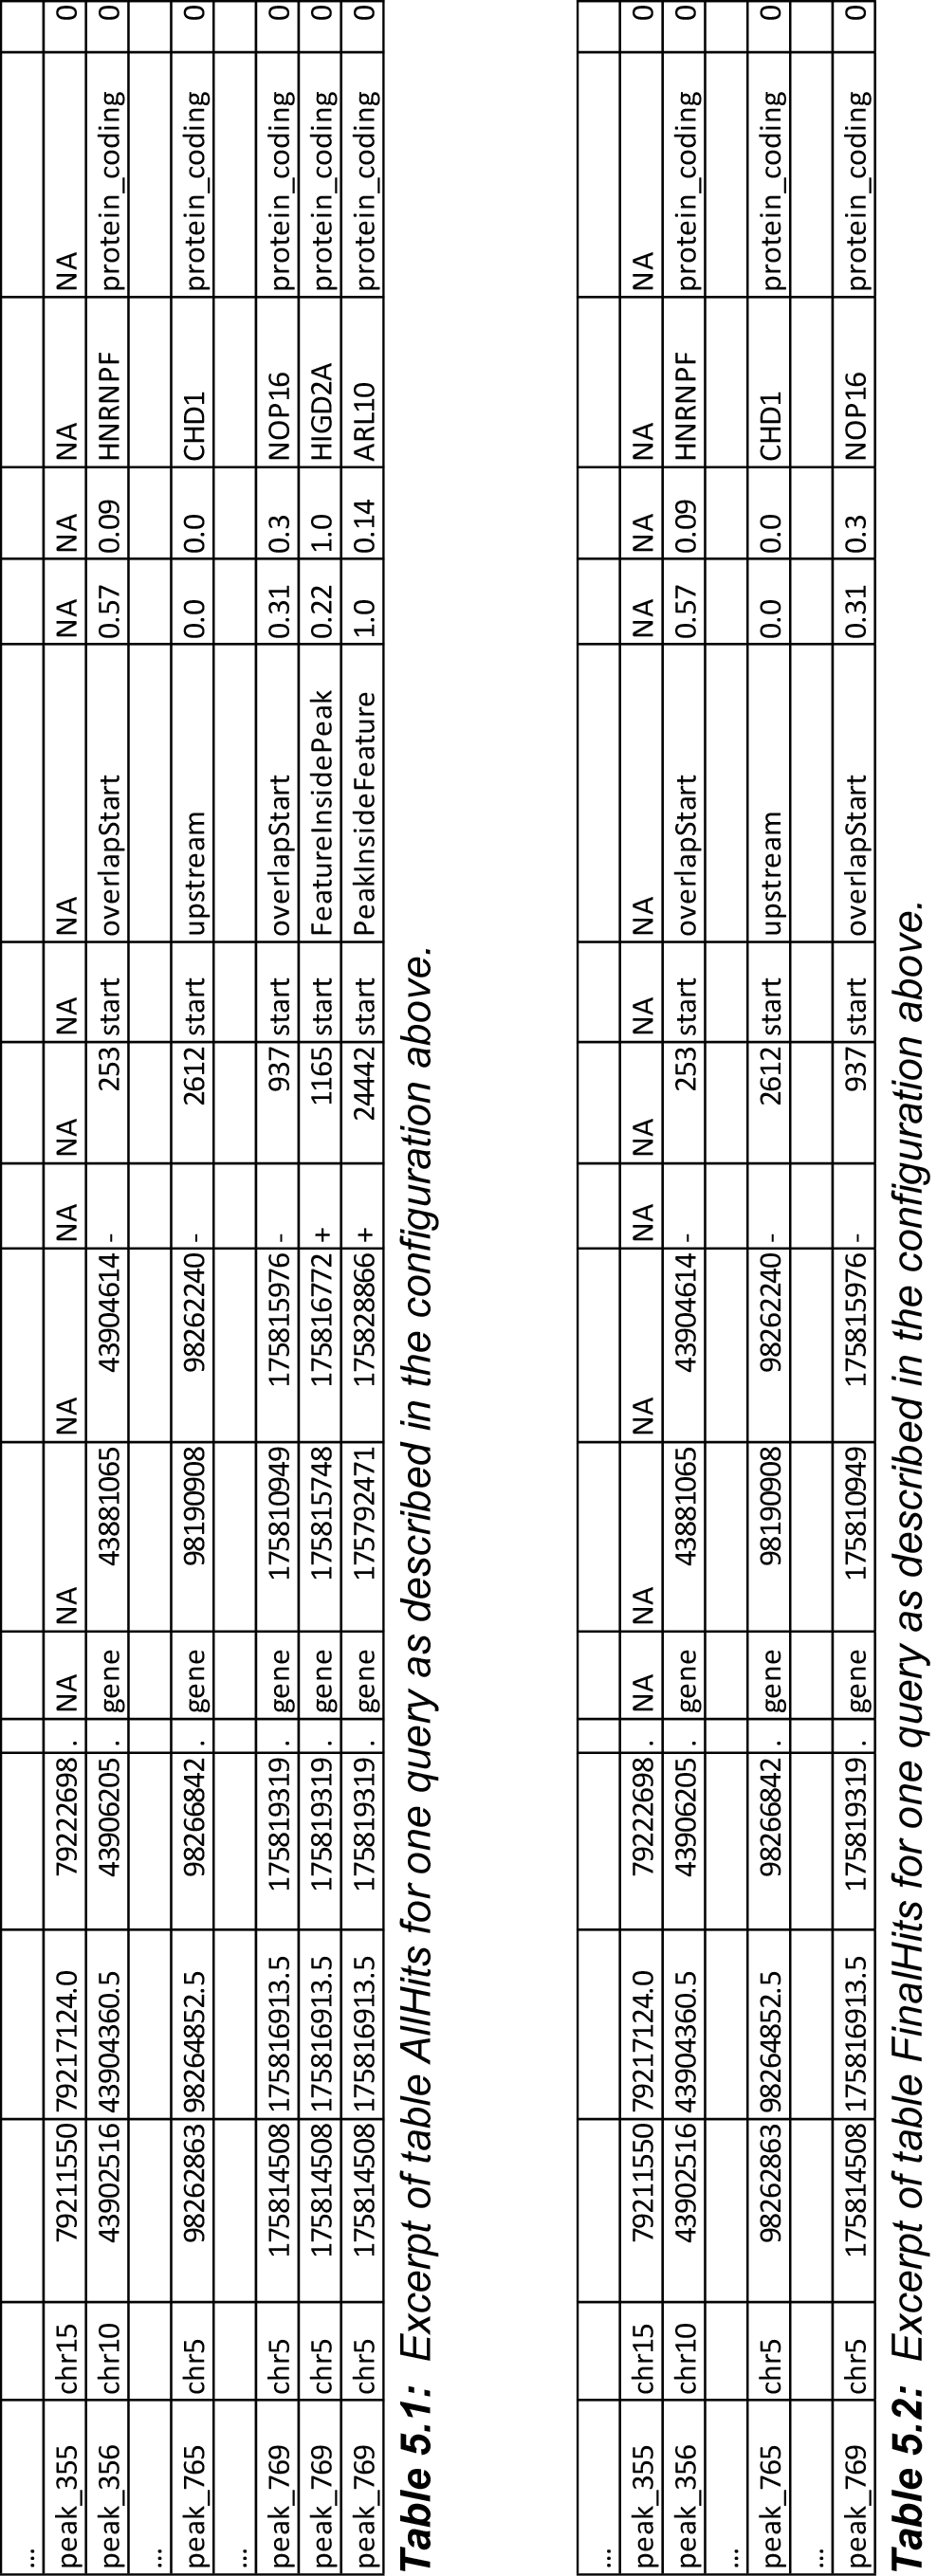 ...
peak_355 chr15 79211550 79217124.0 79222698 . NA NA NA NA NA NA NA NA NA NA NA 0
peak_356 chr10 43902516 43904360.5 43906205 . gene 43881065 43904614 - 253 start overlapStart 0.57 0.09 HNRNPF protein_coding 0
...
peak_765 chr5 98262863 98264852.5 98266842 . gene 98190908 98262240 - 2612 start upstream 0.0 0.0 CHD1 protein_coding 0
...
peak_769 chr5 175814508 175816913.5 175819319 . gene 175810949 175815976 - 937 start overlapStart 0.31 0.3 NOP16 protein_coding 0
peak_769 chr5 175814508 175816913.5 175819319 . gene 175815748 175816772 + 1165 start FeatureInsidePeak 0.22 1.0 HIGD2A protein_coding 0
peak_769 chr5 175814508 175816913.5 175819319 . gene 175792471 175828866 + 24442 start PeakInsideFeature 1.0 0.14 ARL10 protein_coding 0
Table 5.1: Excerpt of table AllHits for one query as described in the configuration above.
...
peak_355 chr15 79211550 79217124.0 79222698 . NA NA NA NA NA NA NA NA NA NA NA 0
peak_356 chr10 43902516 43904360.5 43906205 . gene 43881065 43904614 - 253 start overlapStart 0.57 0.09 HNRNPF protein_coding 0
...
peak_765 chr5 98262863 98264852.5 98266842 . gene 98190908 98262240 - 2612 start upstream 0.0 0.0 CHD1 protein_coding 0
...
peak_769 chr5 175814508 175816913.5 175819319 . gene 175810949 175815976 - 937 start overlapStart 0.31 0.3 NOP16 protein_coding 0
Table 5.2: Excerpt of table FinalHits for one query as described in the configuration above.